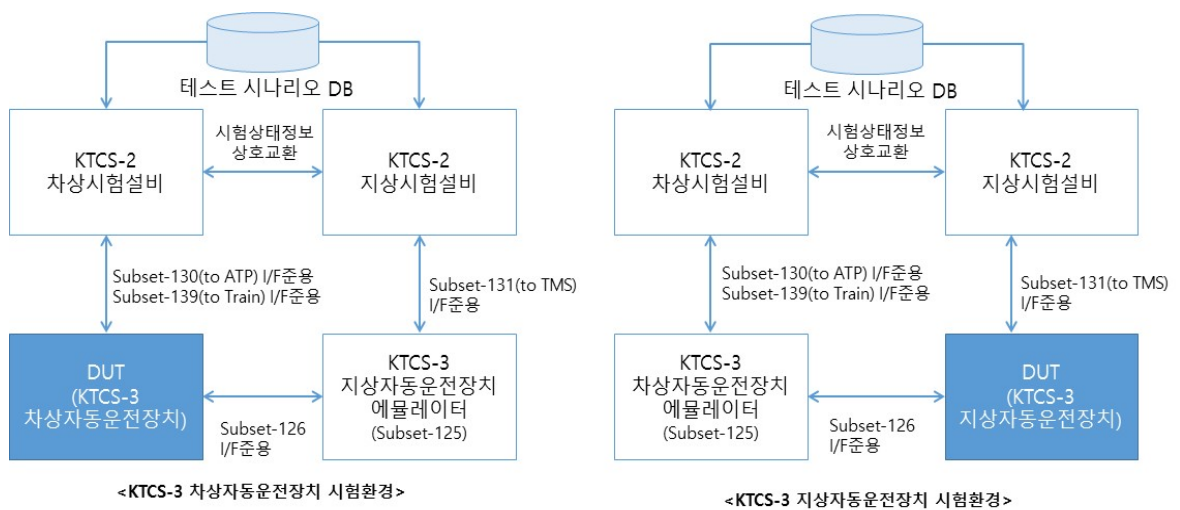 테스트 시나리오 DB
시험상태정보
상호교환
KTCS-2
차상시험설비
KTCS-2
지상시험설비
Subset-130(to ATP) I/F준용
Subset-139(to Train) I/F준용
Subset-131(to TMS)
I/F준용
DUT
(KTCS-3
차상자동운전장치)
KTCS-3
지상자동운전장치
에뮬레이터
(Subset-125)
Subset-126
I/F준용
<KTCS-3 차상자동운전장치 시험환경>
테스트 시나리오 DB
시험상태정보
상호교환
KTCS-2
차상시험설비
KTCS-2
지상시험설비
Subset-130(to ATP) I/F준용
Subset-139(to Train) I/F준용
Subset-131(to TMS)
I/F준용
KTCS-3
차상자동운전장치
에뮬레이터
(Subset-125)
DUT
(KTCS-3
지상자동운전장치)
Subset-126
I/F준용
<KTCS-3 지상자동운전장치 시험환경>